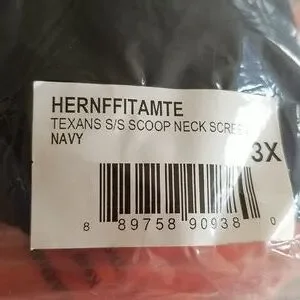 HERNFFITAMTE
TEXANS S/S SCOOP NECK SCREE
NAVY
3X
8 89758 90938 0